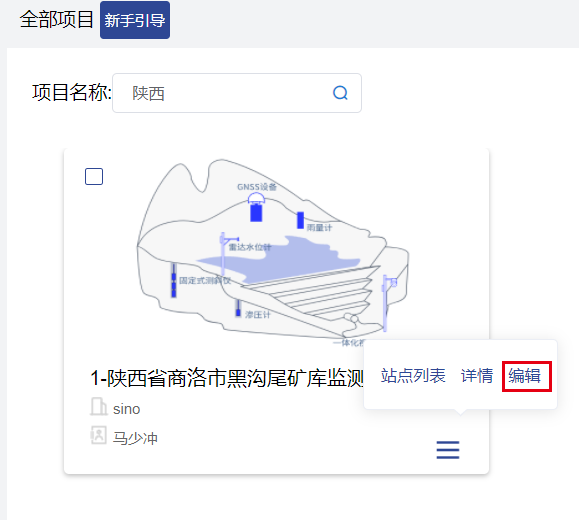 全部项目 新手引导
项目名称: 陕西
GNSS设备
雨量计
雷达水位计
固定式测斜仪
渗压计
一体化
站点列表 详情 编辑
1-陕西省商洛市黑沟尾矿库监测
sino
马少冲